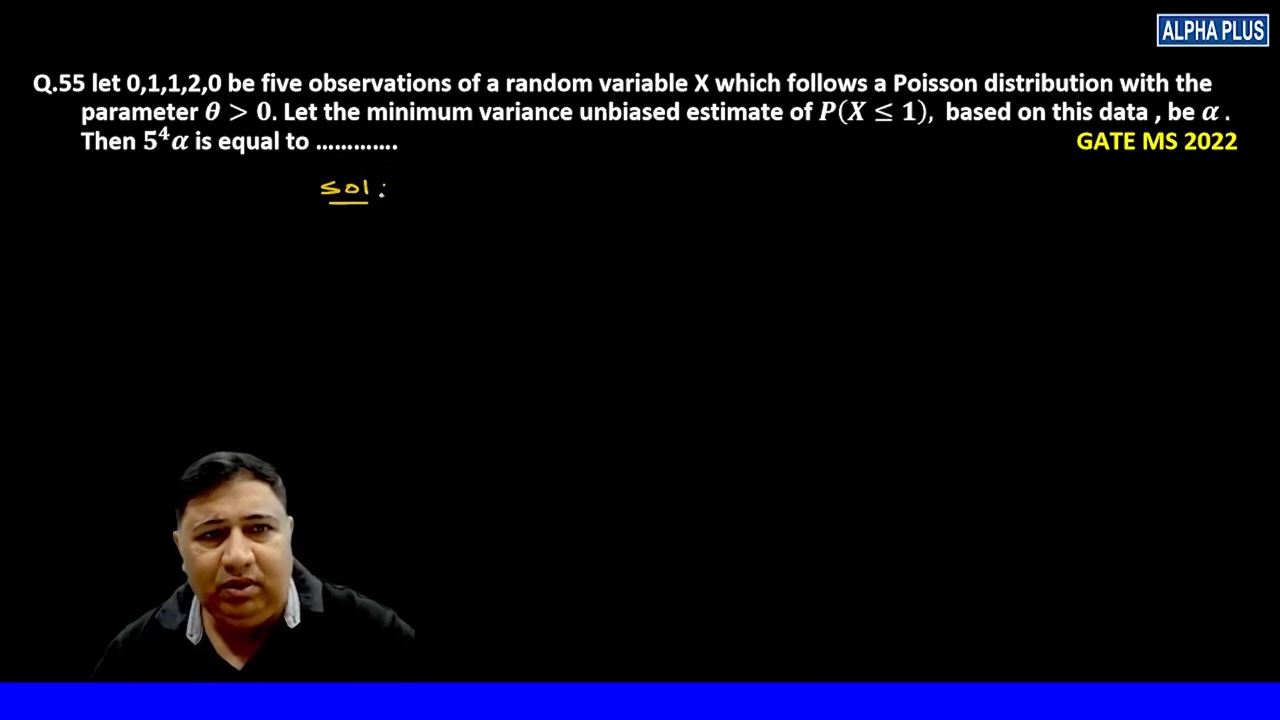 ALPHA PLUS
Q.55 let 0,1,1,2,0 be five observations of a random variable X which follows a Poisson distribution with the
parameter θ > 0. Let the minimum variance unbiased estimate of P(X ≤ 1), based on this data , be α .
Then 5⁴α is equal to ………….
GATE MS 2022
SOl :